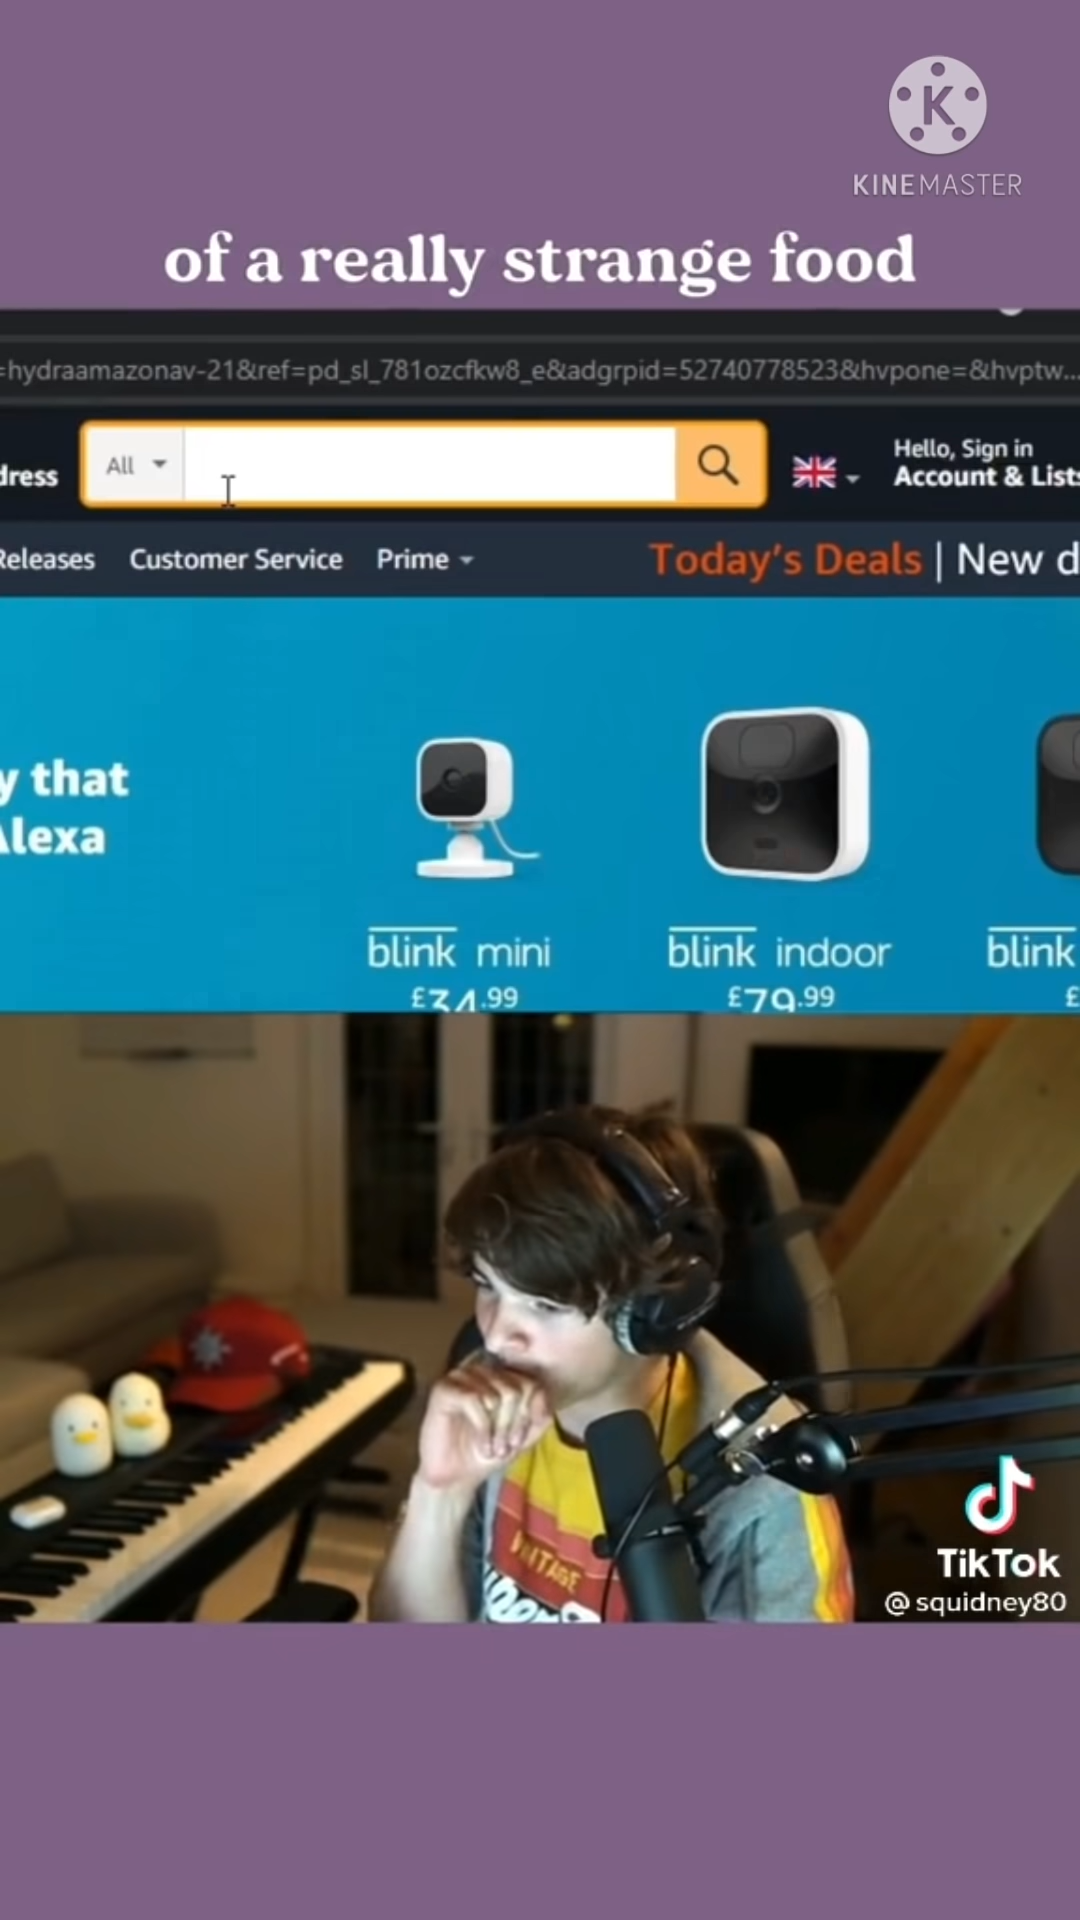 K
KINEMASTER
of a really strange food
=hydraamazonav-21&ref=pd_sl_781ozcfkw8_e&adgrpid=52740778523&hvpone=&hvptw...
dress
All
Hello, Sign in
Account & Lists
Releases
Customer Service
Prime
Today's Deals | New d
y that
Alexa
blink mini
£34.99
blink indoor
£79.99
blink
£
VINTAGE
TikTok
@squidney80